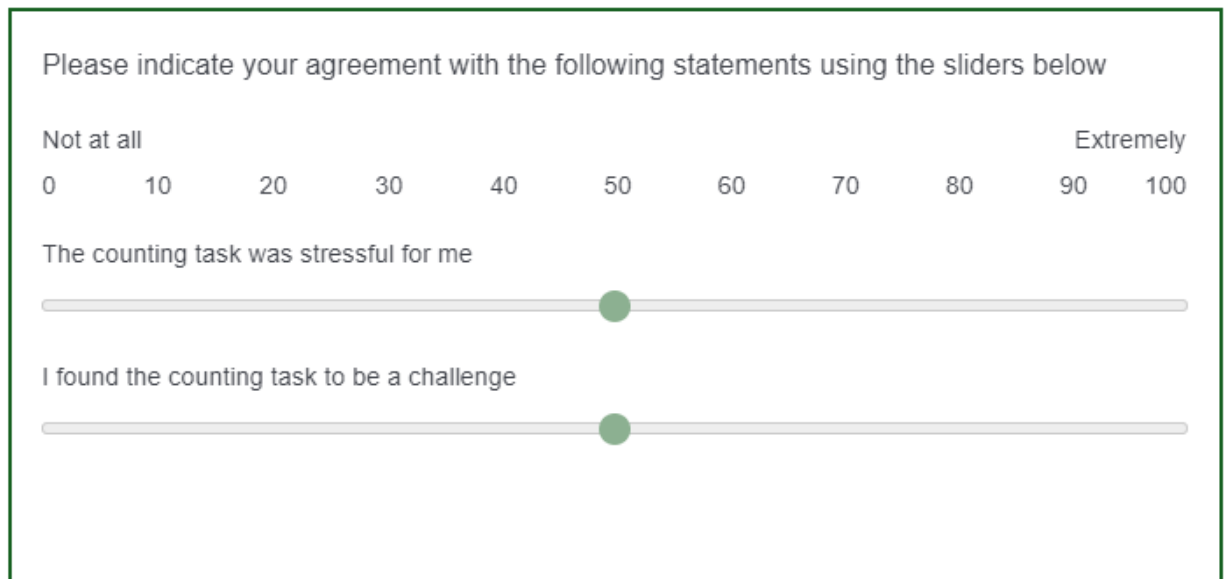 Please indicate your agreement with the following statements using the sliders below
Not at all Extremely
0 10 20 30 40 50 60 70 80 90 100
The counting task was stressful for me
I found the counting task to be a challenge